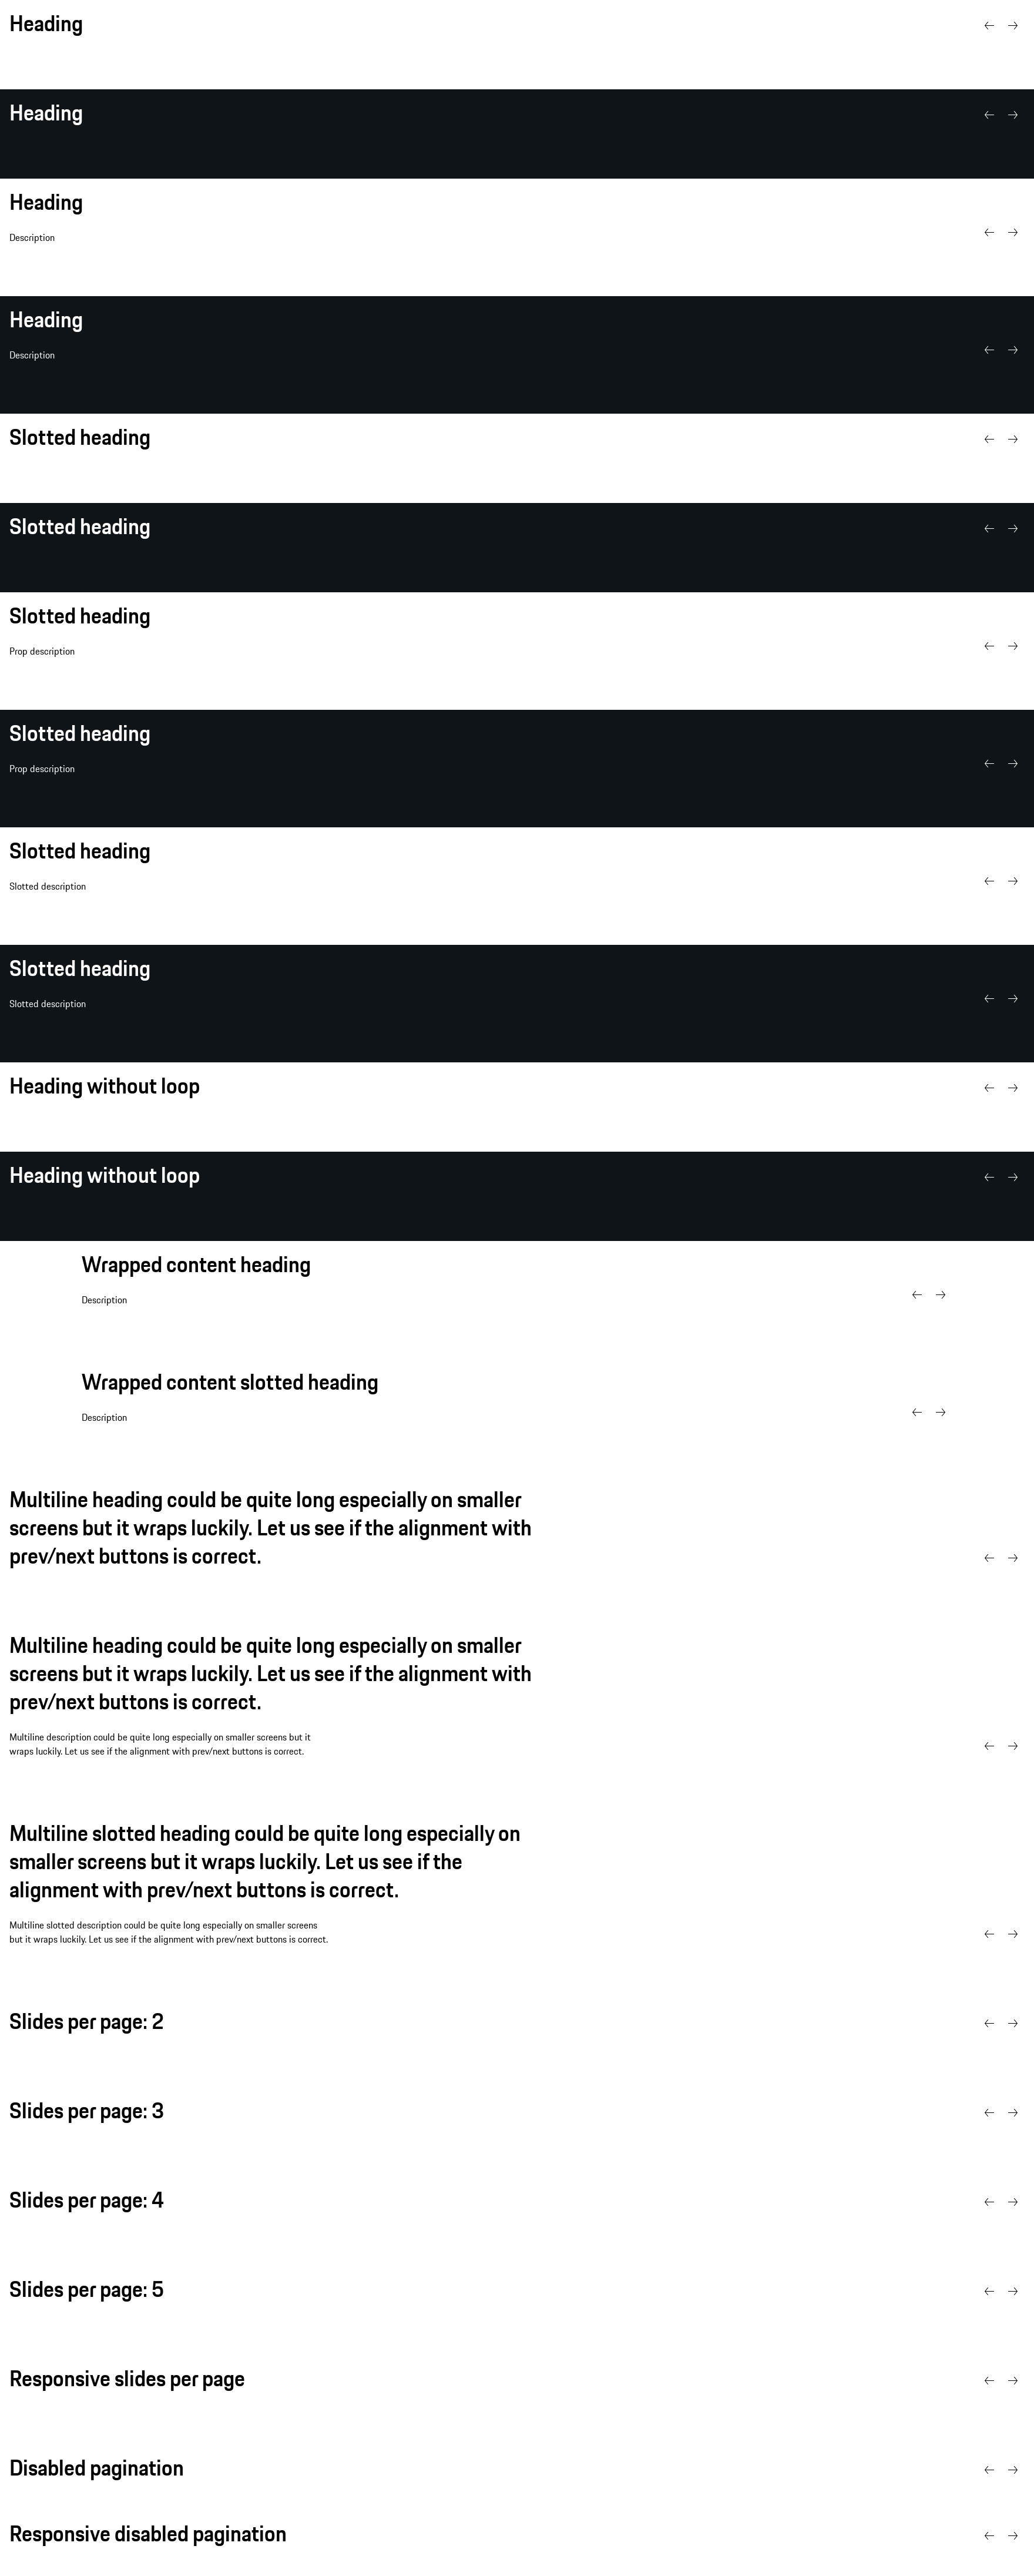 Heading
Heading
Heading
Description
Heading
Description
Slotted heading
Slotted heading
Slotted heading
Prop description
Slotted heading
Prop description
Slotted heading
Slotted description
Slotted heading
Slotted description
Heading without loop
Heading without loop
Wrapped content heading
Description
Wrapped content slotted heading
Description
Multiline heading could be quite long especially on smaller
screens but it wraps luckily. Let us see if the alignment with
prev/next buttons is correct.
Multiline heading could be quite long especially on smaller
screens but it wraps luckily. Let us see if the alignment with
prev/next buttons is correct.
Multiline description could be quite long especially on smaller screens but it
wraps luckily. Let us see if the alignment with prev/next buttons is correct.
Multiline slotted heading could be quite long especially on
smaller screens but it wraps luckily. Let us see if the
alignment with prev/next buttons is correct.
Multiline slotted description could be quite long especially on smaller screens
but it wraps luckily. Let us see if the alignment with prev/next buttons is correct.
Slides per page: 2
Slides per page: 3
Slides per page: 4
Slides per page: 5
Responsive slides per page
Disabled pagination
Responsive disabled pagination